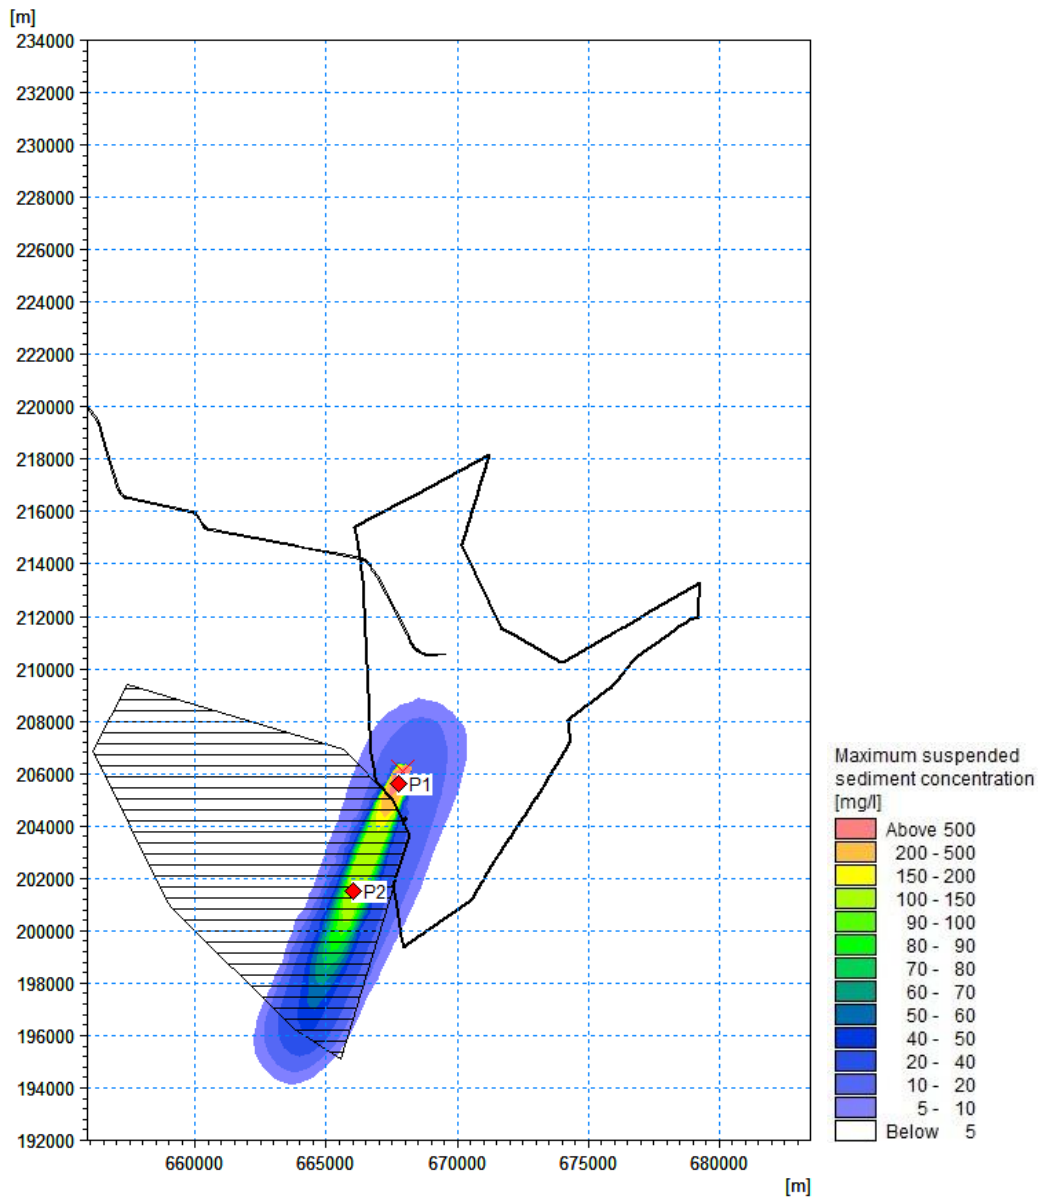 [m]
234000
232000
230000
228000
226000
224000
222000
220000
218000
216000
214000
212000
210000
208000
206000
204000
202000
200000
198000
196000
194000
192000
P1
P2
660000 665000 670000 675000 680000
[m]
Maximum suspended
sediment concentration
[mg/l]
Above 500
200 - 500
150 - 200
100 - 150
90 - 100
80 - 90
70 - 80
60 - 70
50 - 60
40 - 50
20 - 40
10 - 20
5 - 10
Below 5